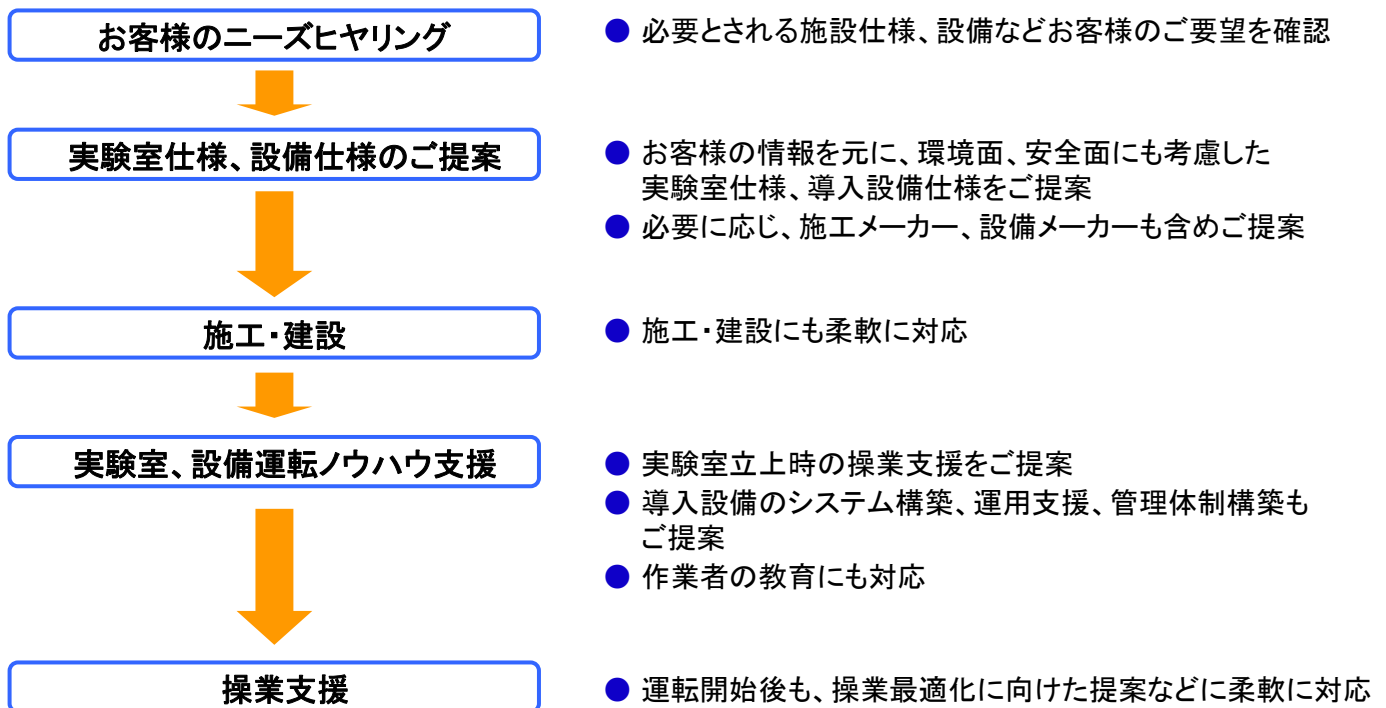 お客様のニーズヒヤリング
● 必要とされる施設仕様、設備などお客様のご要望を確認
実験室仕様、設備仕様のご提案
● お客様の情報を元に、環境面、安全面にも考慮した
実験室仕様、導入設備仕様をご提案
● 必要に応じ、施工メーカー、設備メーカーも含めご提案
施工・建設
● 施工・建設にも柔軟に対応
実験室、設備運転ノウハウ支援
● 実験室立上時の操業支援をご提案
● 導入設備のシステム構築、運用支援、管理体制構築も
ご提案
● 作業者の教育にも対応
操業支援
● 運転開始後も、操業最適化に向けた提案などに柔軟に対応